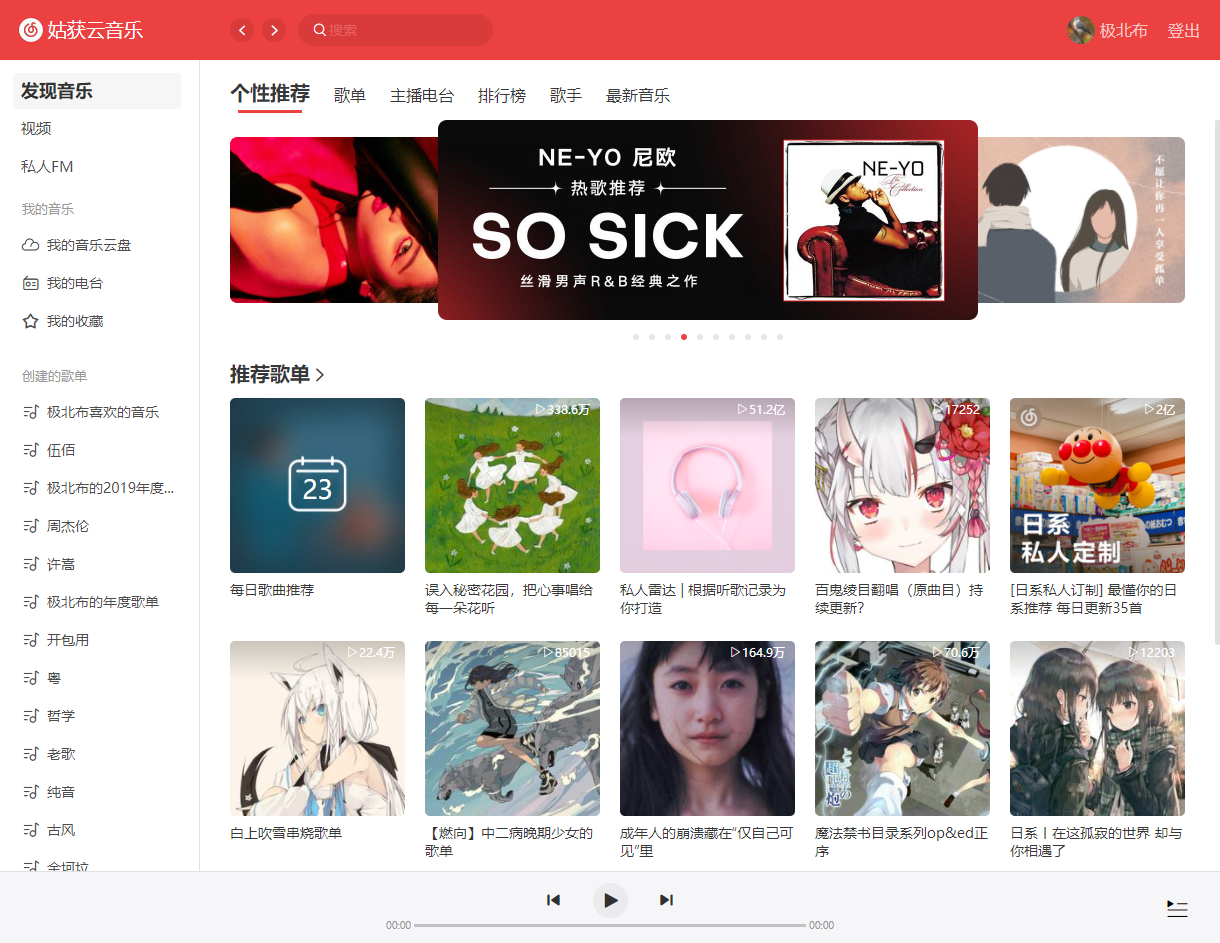 姑获云音乐
搜索
极北布
登出
发现音乐
视频
私人FM
我的音乐
我的音乐云盘
我的电台
我的收藏
创建的歌单
极北布喜欢的音乐
伍佰
极北布的2019年度...
周杰伦
许嵩
极北布的年度歌单
开包用
粤
哲学
老歌
纯音
古风
个性推荐
歌单
主播电台
排行榜
歌手
最新音乐
NE-YO 尼欧
热歌推荐
SO SICK
丝滑男声R&B经典之作
NE-YO
The
Collection
不愿让你再一人享受孤单
推荐歌单
23
每日歌曲推荐
338.6万
误入秘密花园，把心事唱给
每一朵花听
51.2亿
私人雷达 | 根据听歌记录为
你打造
17252
百鬼绫目翻唱（原曲目）持
续更新?
2亿
日系
私人定制
[日系私人订制] 最懂你的日
系推荐 每日更新35首
22.4万
白上吹雪串烧歌单
85015
【燃向】中二病晚期少女的
歌单
164.9万
成年人的崩溃藏在“仅自己可
见”里
70.6万
魔法禁书目录系列op&ed正
序
12203
日系丨在这孤寂的世界 却与
你相遇了
00:00
00:00